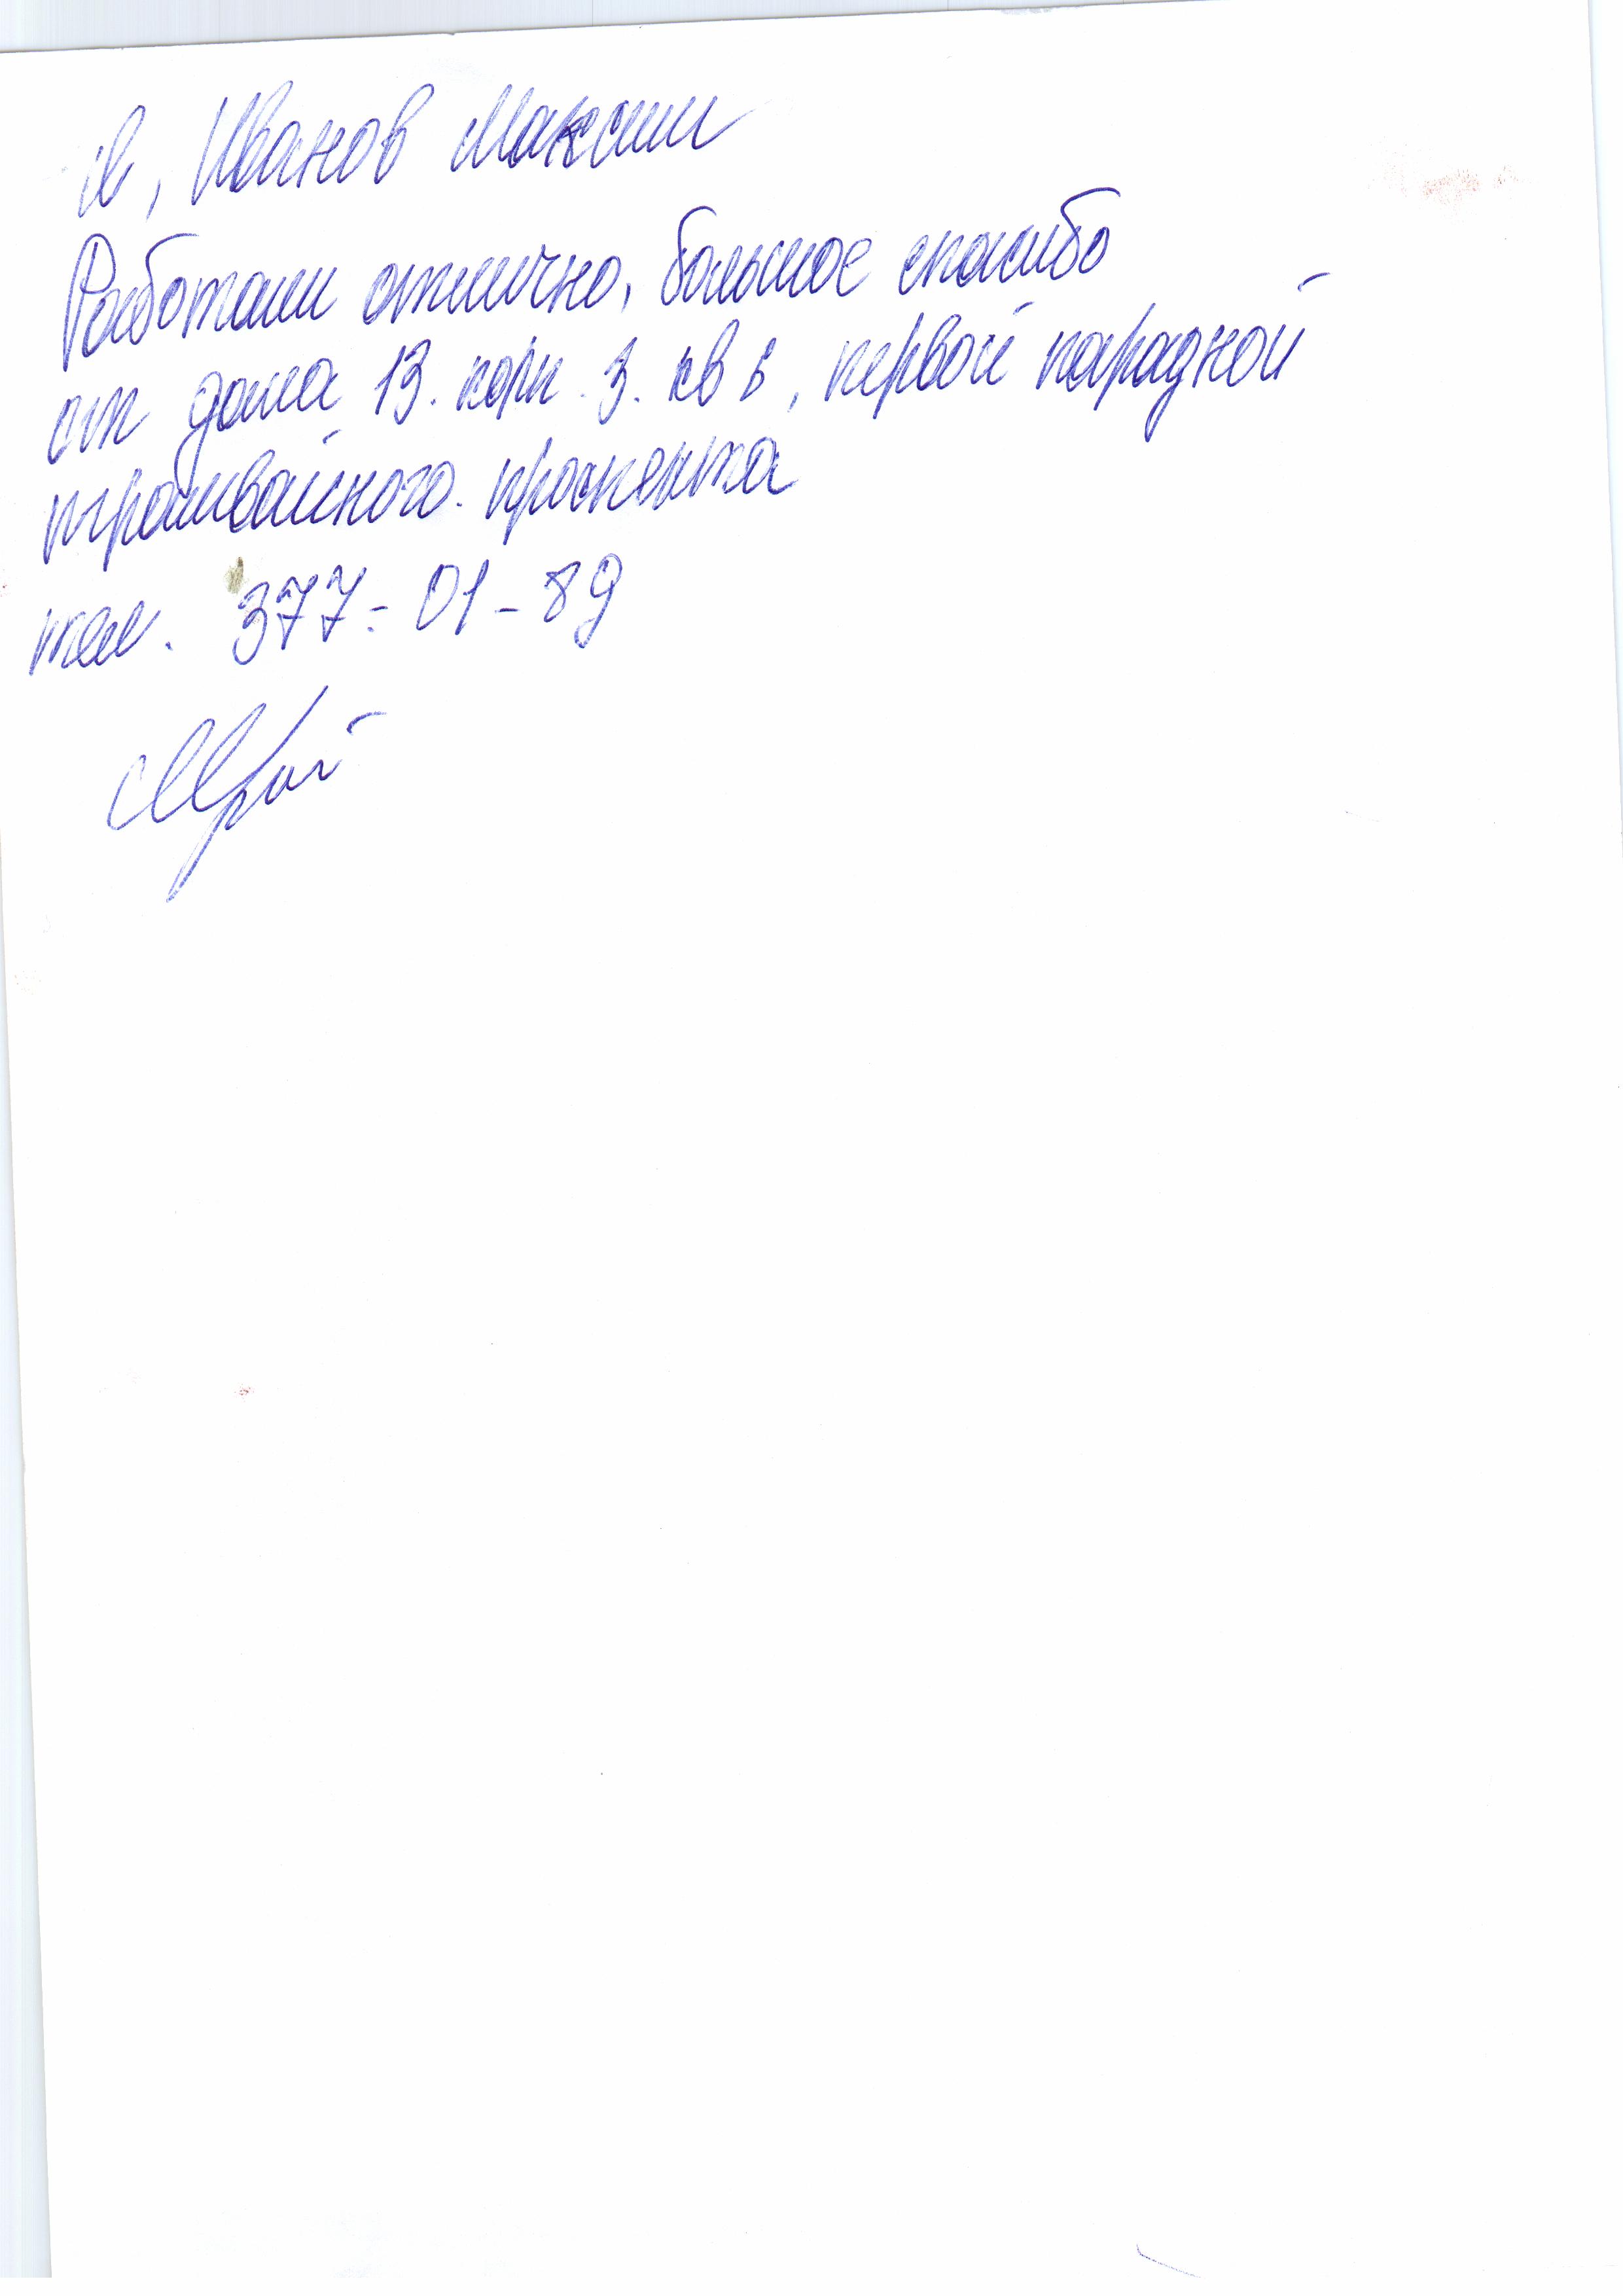 Я, Иванов Максим
Работали отлично, большое спасибо
от дома 13. корп. 3. кв 6, первой парадной
трамвайного. проспекта
тел. 377-01-89